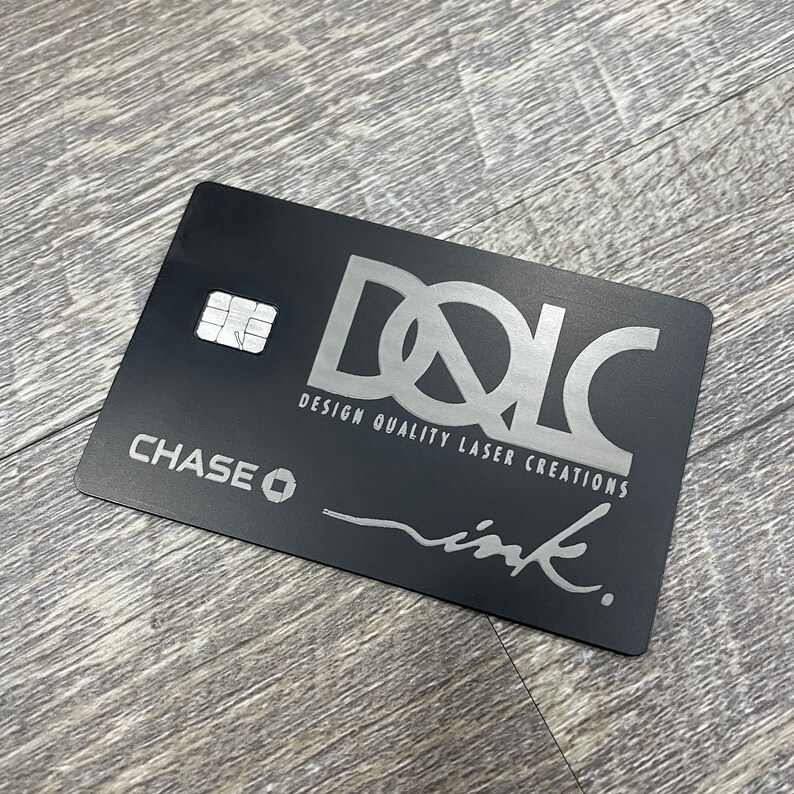 DQLC
DESIGN QUALITY LASER CREATIONS
CHASE
ink.